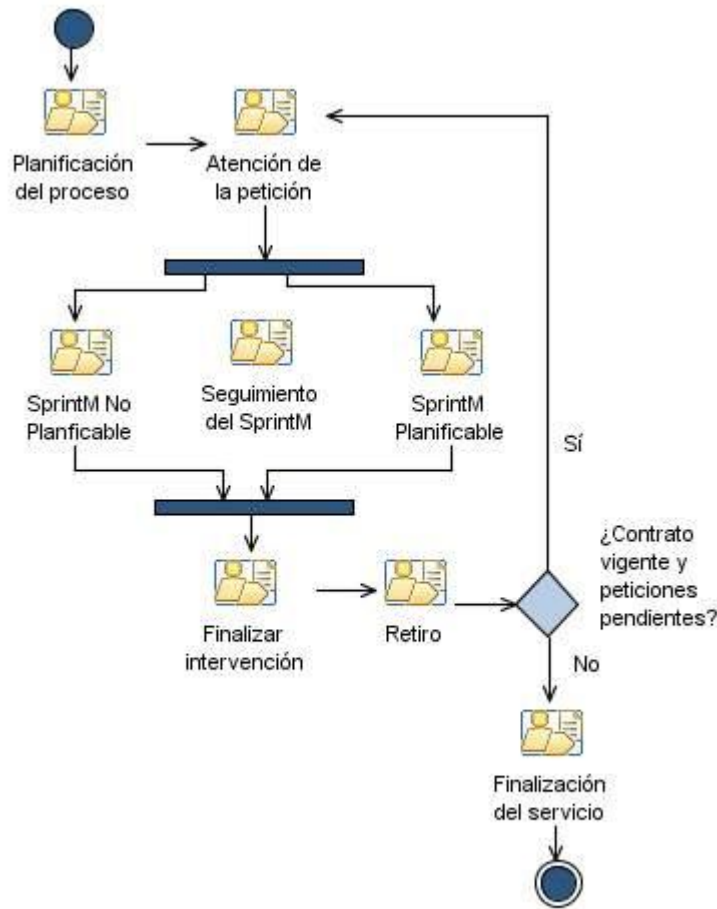 Planificación
del proceso
Atención de
la petición
SprintM No
Planficable
Seguimiento
del SprintM
SprintM
Planificable
Sí
¿Contrato
vigente y
peticiones
pendientes?
Finalizar
intervención
Retiro
No
Finalización
del servicio